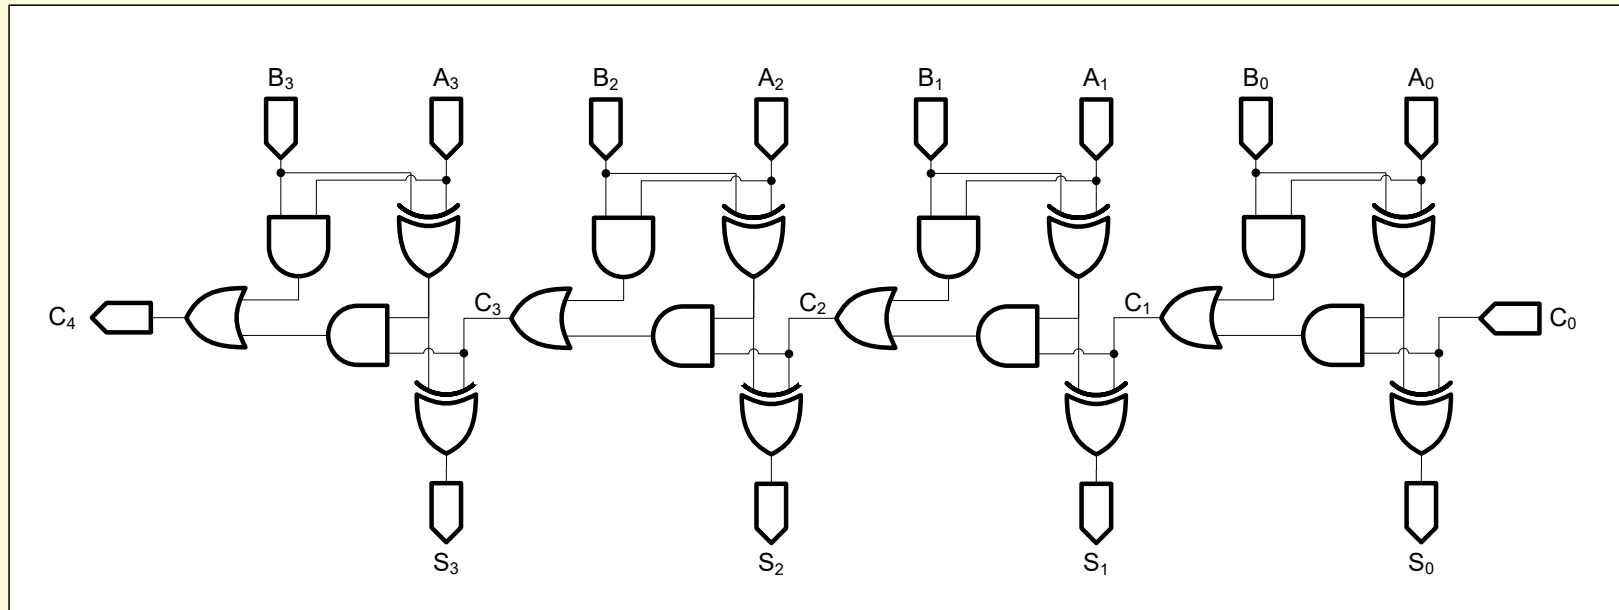 B₃ A₃ B₂ A₂ B₁ A₁ B₀ A₀
C₄ C₃ C₂ C₁ C₀
S₃ S₂ S₁ S₀